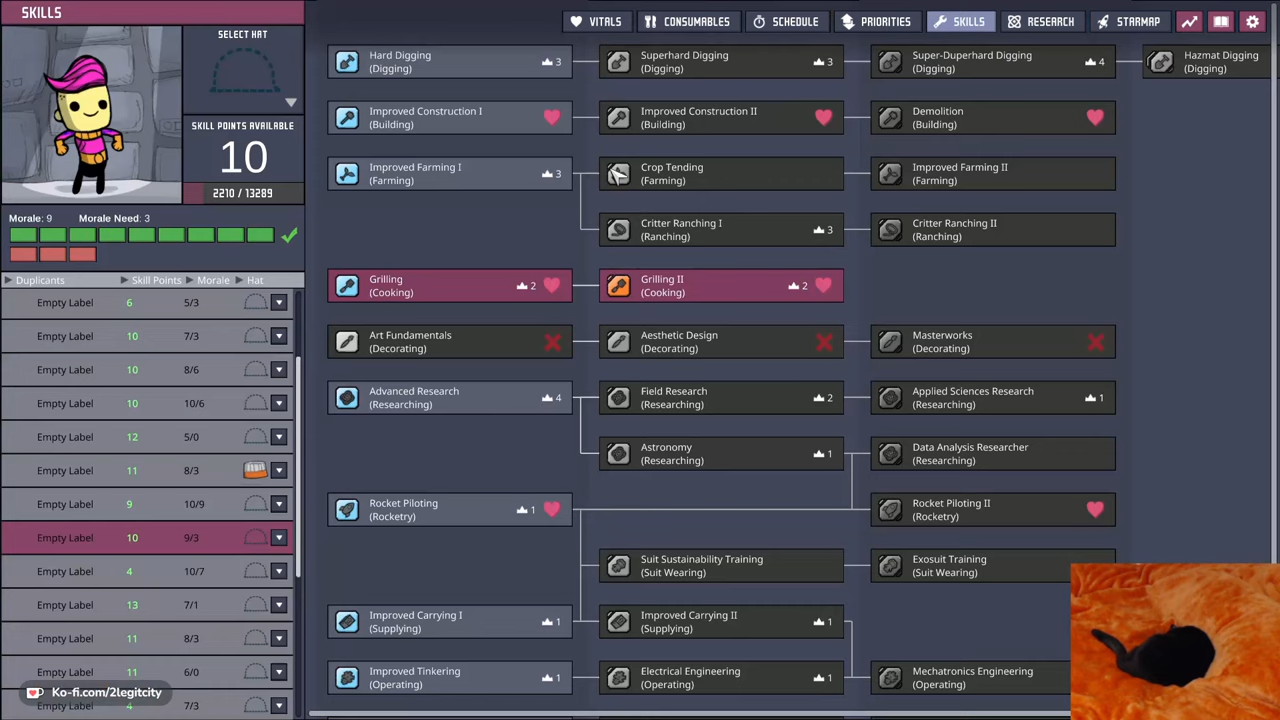 SKILLS
VITALS
CONSUMABLES
SCHEDULE
PRIORITIES
SKILLS
RESEARCH
STARMAP
SELECT HAT
SKILL POINTS AVAILABLE
10
2210 / 13289
Morale: 9 Morale Need: 3
Duplicants Skill Points Morale Hat
Empty Label 6 5/3
Empty Label 10 7/3
Empty Label 10 8/6
Empty Label 10 10/6
Empty Label 12 5/0
Empty Label 11 8/3
Empty Label 9 10/9
Empty Label 10 9/3
Empty Label 4 10/7
Empty Label 13 7/1
Empty Label 11 8/3
Empty Label 11 6/0
Empty Label 4 7/3
Ko-fi.com/2legitcity
Hard Digging
(Digging)
3
Superhard Digging
(Digging)
3
Super-Duperhard Digging
(Digging)
4
Hazmat Digging
(Digging)
Improved Construction I
(Building)
Improved Construction II
(Building)
Demolition
(Building)
Improved Farming I
(Farming)
3
Crop Tending
(Farming)
Improved Farming II
(Farming)
Critter Ranching I
(Ranching)
3
Critter Ranching II
(Ranching)
Grilling
(Cooking)
2
Grilling II
(Cooking)
2
Art Fundamentals
(Decorating)
Aesthetic Design
(Decorating)
Masterworks
(Decorating)
Advanced Research
(Researching)
4
Field Research
(Researching)
2
Applied Sciences Research
(Researching)
1
Astronomy
(Researching)
1
Data Analysis Researcher
(Researching)
Rocket Piloting
(Rocketry)
1
Rocket Piloting II
(Rocketry)
Suit Sustainability Training
(Suit Wearing)
Exosuit Training
(Suit Wearing)
Improved Carrying I
(Supplying)
1
Improved Carrying II
(Supplying)
1
Improved Tinkering
(Operating)
1
Electrical Engineering
(Operating)
1
Mechatronics Engineering
(Operating)